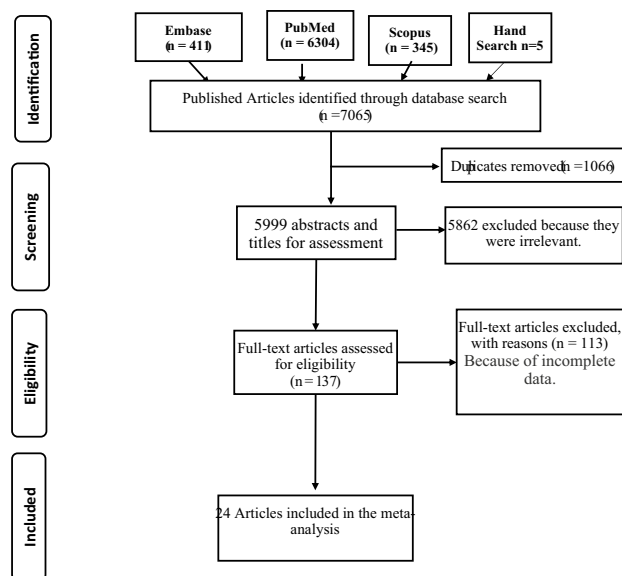 Embase
(n = 411)
PubMed
(n = 6304)
Scopus
(n = 345)
Hand
Search n=5
Identification
Published Articles identified through database search
(n =7065)
Duplicates removed(n =1066)
Screening
5999 abstracts and
titles for assessment
5862 excluded because they
were irrelevant.
Eligibility
Full-text articles assessed
for eligibility
(n = 137)
Full-text articles excluded,
with reasons (n = 113)
Because of incomplete
data.
Included
24 Articles included in the meta-
analysis